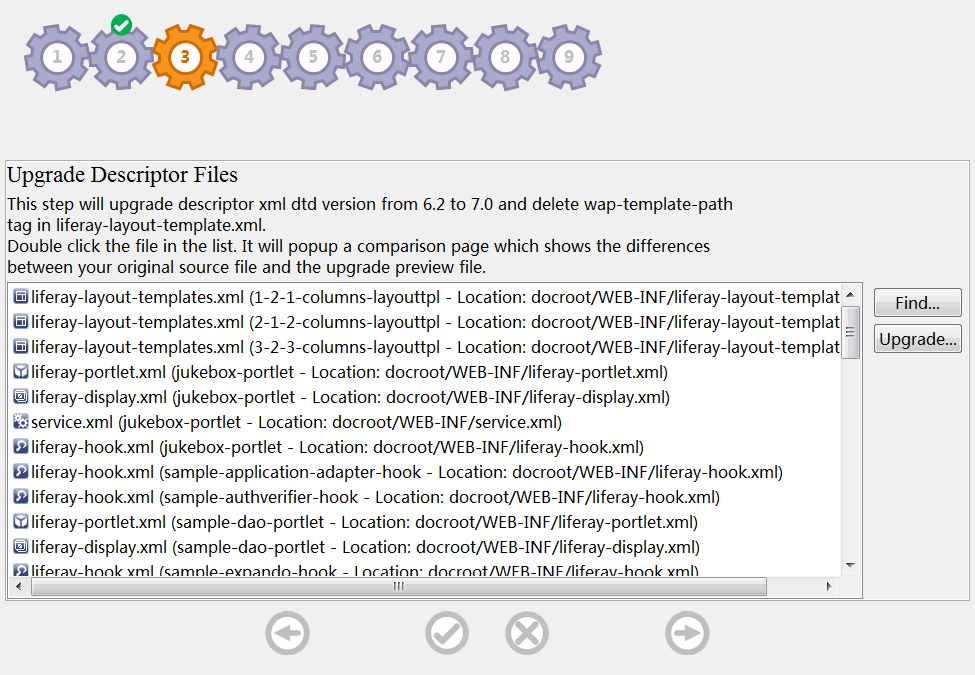 1 2 3 4 5 6 7 8 9
Upgrade Descriptor Files
This step will upgrade descriptor xml dtd version from 6.2 to 7.0 and delete wap-template-path
tag in liferay-layout-template.xml.
Double click the file in the list. It will popup a comparison page which shows the differences
between your original source file and the upgrade preview file.
liferay-layout-templates.xml (1-2-1-columns-layouttpl - Location: docroot/WEB-INF/liferay-layout-templat
Find...
liferay-layout-templates.xml (2-1-2-columns-layouttpl - Location: docroot/WEB-INF/liferay-layout-templat
Upgrade...
liferay-layout-templates.xml (3-2-3-columns-layouttpl - Location: docroot/WEB-INF/liferay-layout-templat
liferay-portlet.xml (jukebox-portlet - Location: docroot/WEB-INF/liferay-portlet.xml)
liferay-display.xml (jukebox-portlet - Location: docroot/WEB-INF/liferay-display.xml)
service.xml (jukebox-portlet - Location: docroot/WEB-INF/service.xml)
liferay-hook.xml (jukebox-portlet - Location: docroot/WEB-INF/liferay-hook.xml)
liferay-hook.xml (sample-application-adapter-hook - Location: docroot/WEB-INF/liferay-hook.xml)
liferay-hook.xml (sample-authverifier-hook - Location: docroot/WEB-INF/liferay-hook.xml)
liferay-portlet.xml (sample-dao-portlet - Location: docroot/WEB-INF/liferay-portlet.xml)
liferay-display.xml (sample-dao-portlet - Location: docroot/WEB-INF/liferay-display.xml)
liferay-hook.xml (sample-expando-hook - Location: docroot/WEB-INF/liferay-hook.xml)